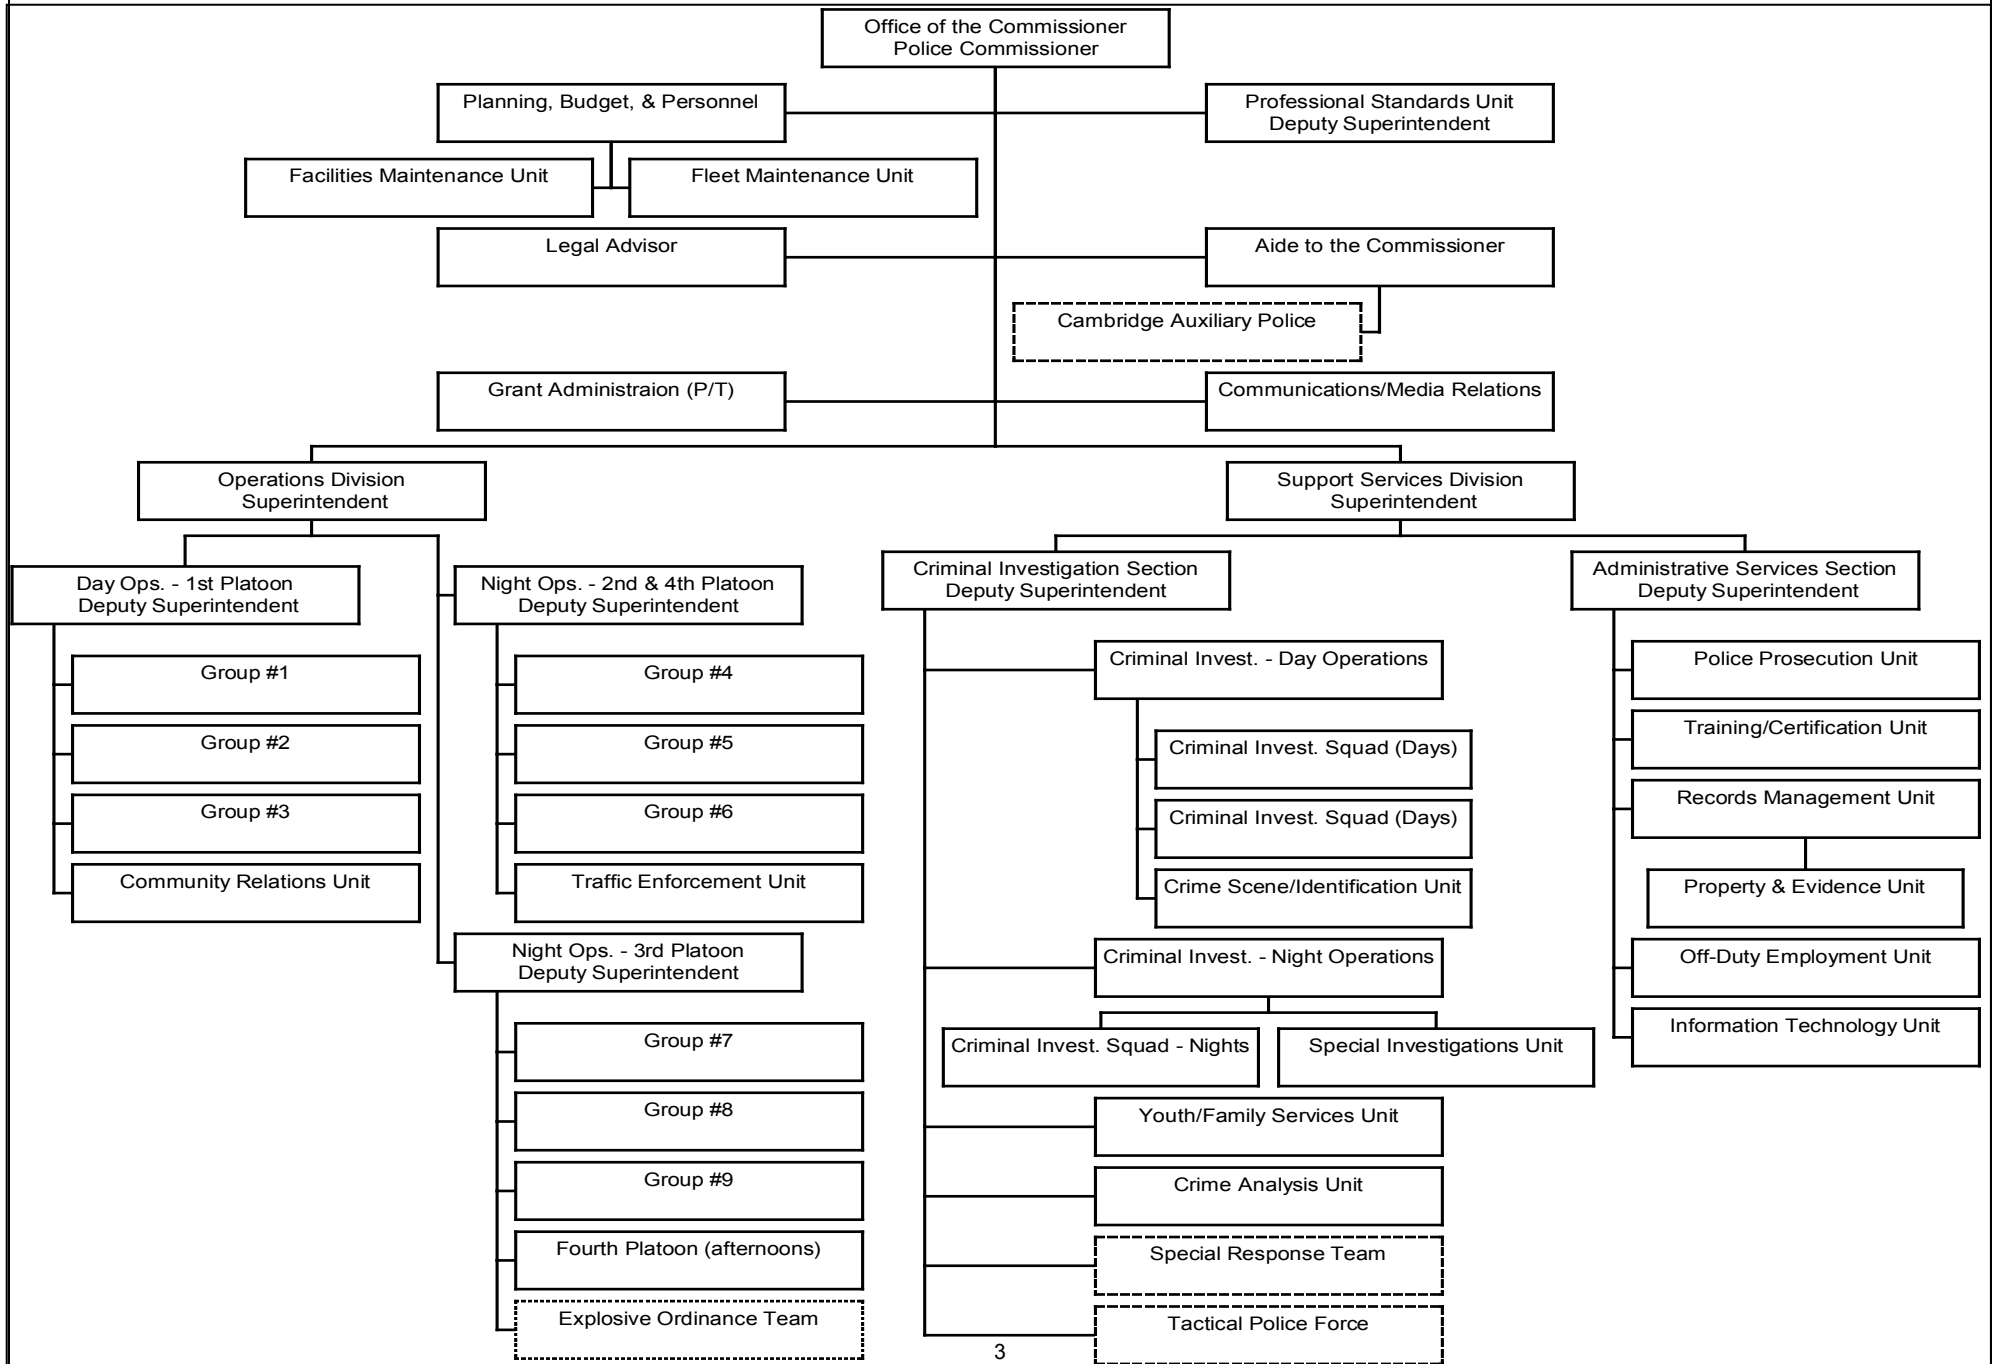 Office of the Commissioner
Police Commissioner
Planning, Budget, & Personnel
Professional Standards Unit
Deputy Superintendent
Facilities Maintenance Unit
Fleet Maintenance Unit
Legal Advisor
Aide to the Commissioner
Cambridge Auxiliary Police
Grant Administraion (P/T)
Communications/Media Relations
Operations Division
Superintendent
Support Services Division
Superintendent
Day Ops. - 1st Platoon
Deputy Superintendent
Group #1
Group #2
Group #3
Community Relations Unit
Night Ops. - 2nd & 4th Platoon
Deputy Superintendent
Group #4
Group #5
Group #6
Traffic Enforcement Unit
Night Ops. - 3rd Platoon
Deputy Superintendent
Group #7
Group #8
Group #9
Fourth Platoon (afternoons)
Explosive Ordinance Team
Criminal Investigation Section
Deputy Superintendent
Criminal Invest. - Day Operations
Criminal Invest. Squad (Days)
Criminal Invest. Squad (Days)
Crime Scene/Identification Unit
Criminal Invest. - Night Operations
Criminal Invest. Squad - Nights
Special Investigations Unit
Youth/Family Services Unit
Crime Analysis Unit
Special Response Team
Tactical Police Force
Administrative Services Section
Deputy Superintendent
Police Prosecution Unit
Training/Certification Unit
Records Management Unit
Property & Evidence Unit
Off-Duty Employment Unit
Information Technology Unit
3